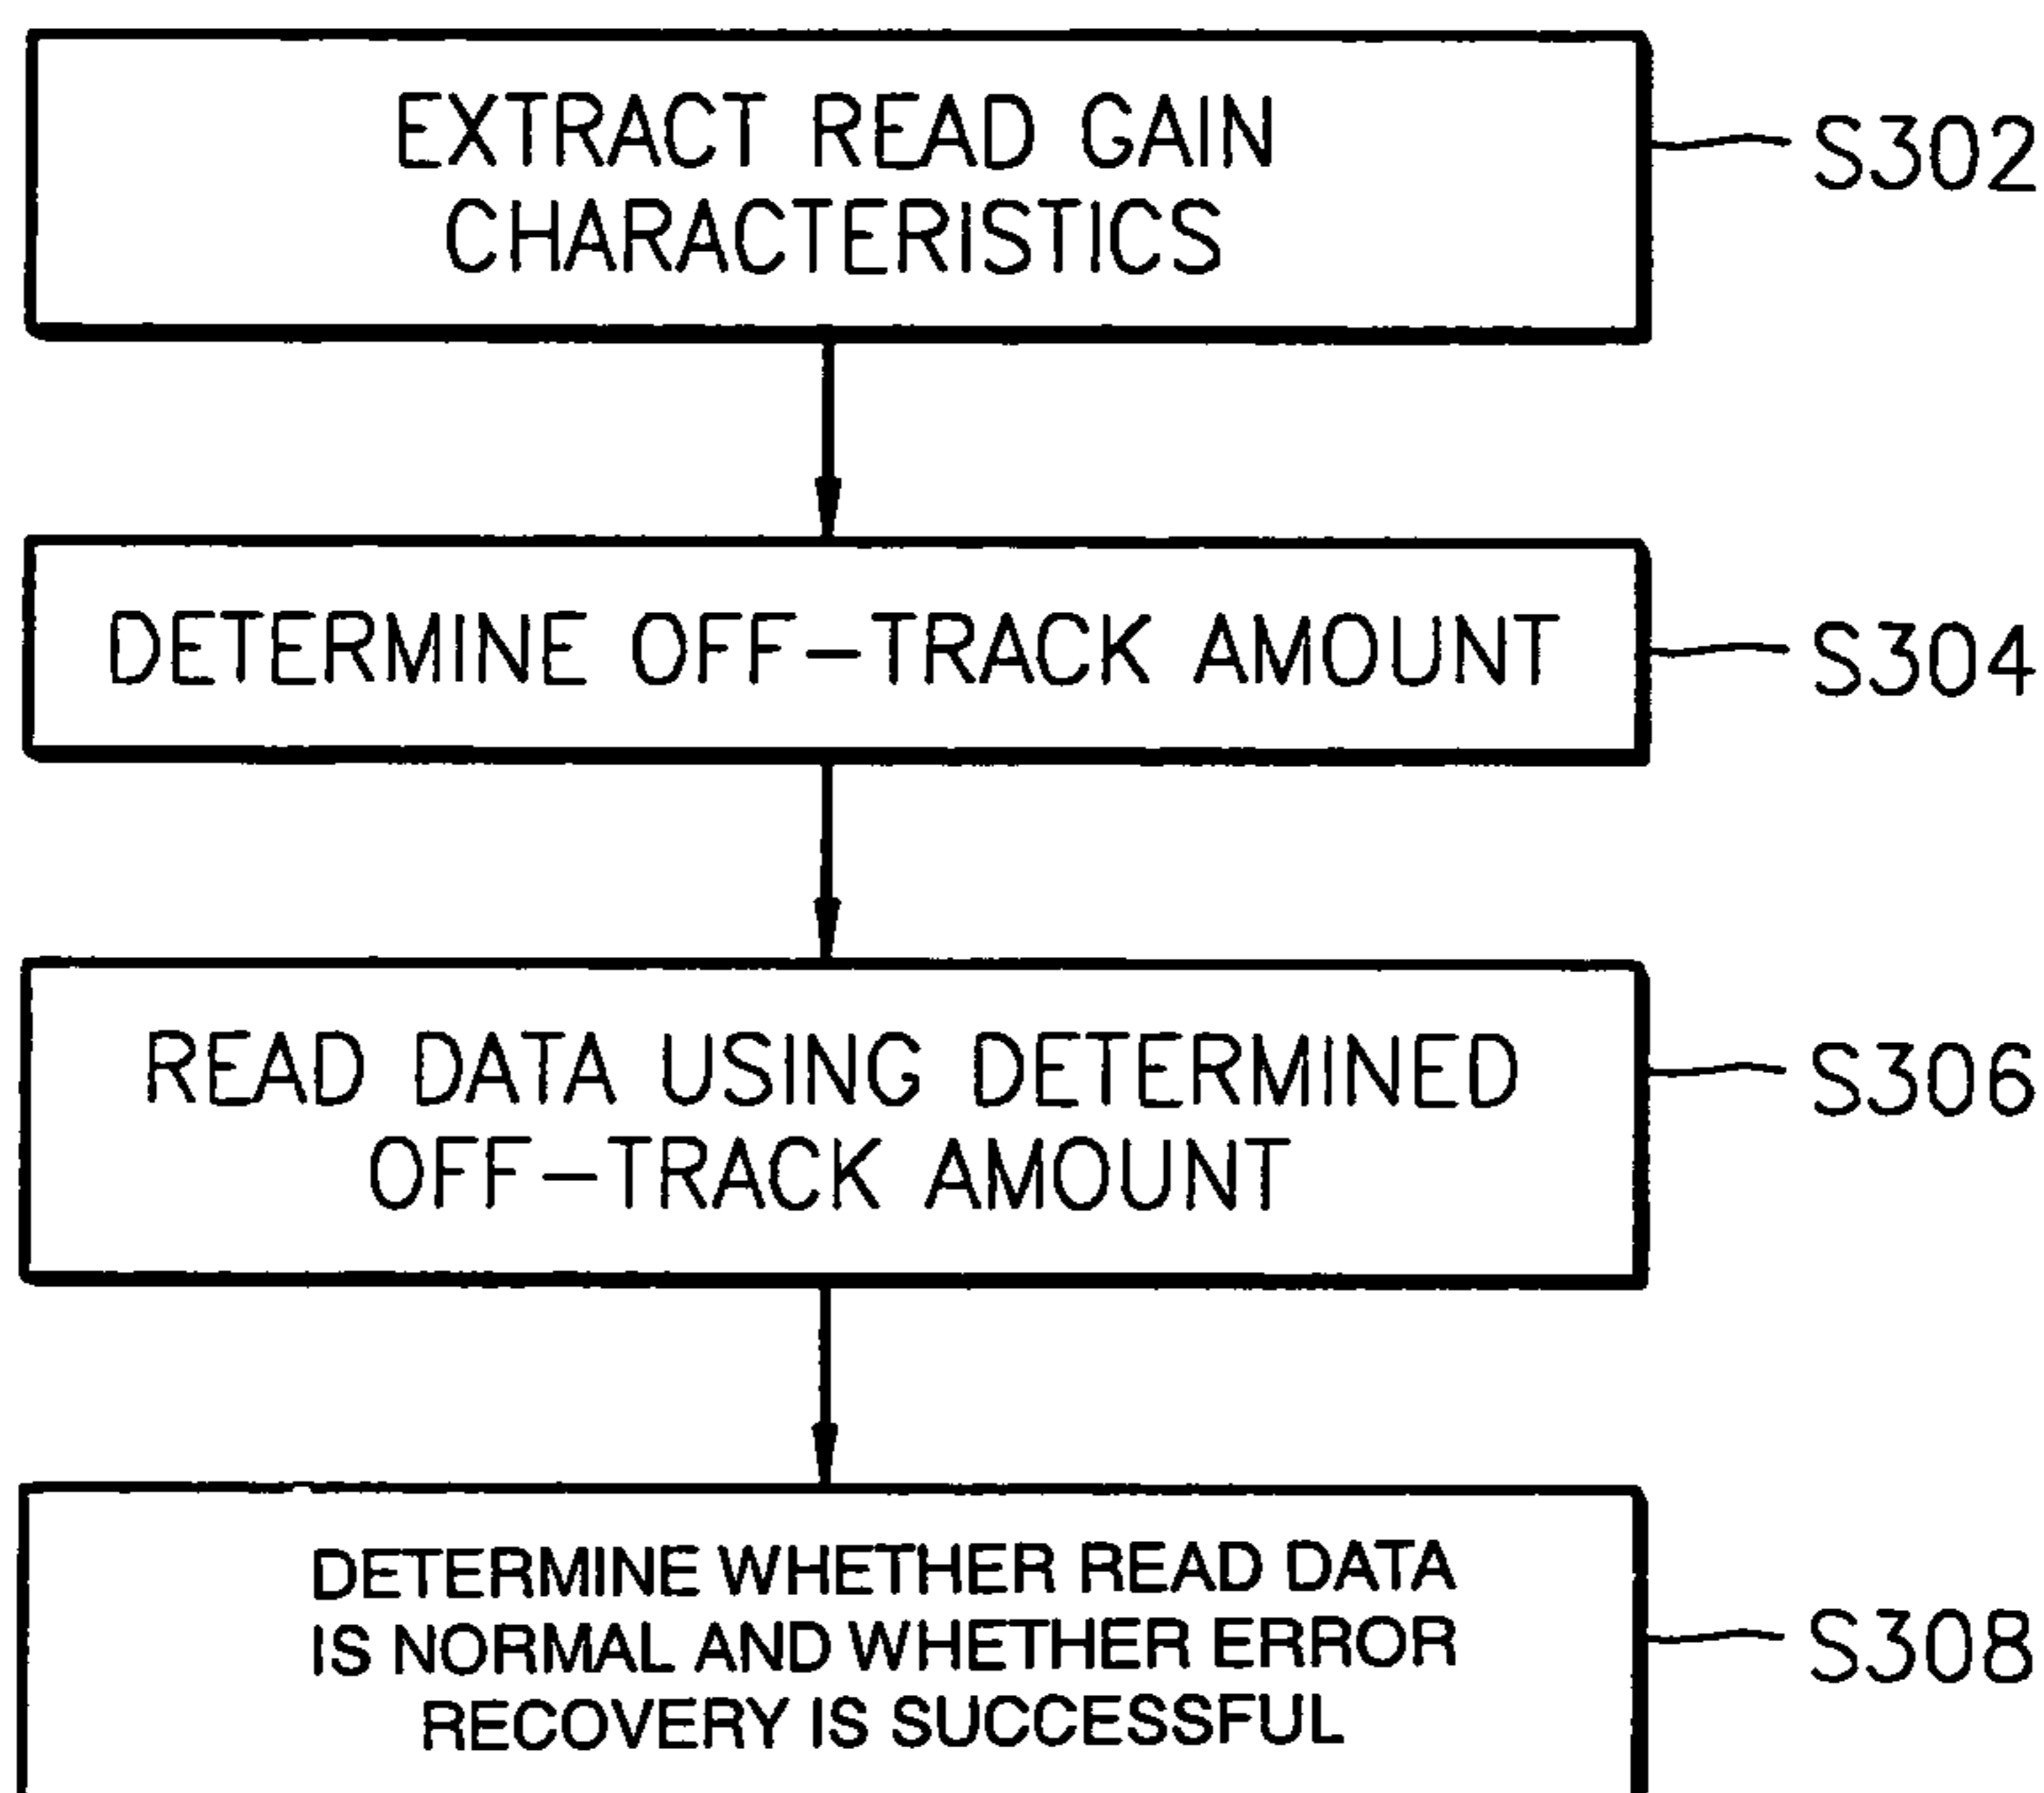 EXTRACT READ GAIN
CHARACTERISTICS
S302
DETERMINE OFF-TRACK AMOUNT
S304
READ DATA USING DETERMINED
OFF-TRACK AMOUNT
S306
DETERMINE WHETHER READ DATA
IS NORMAL AND WHETHER ERROR
RECOVERY IS SUCCESSFUL
S308